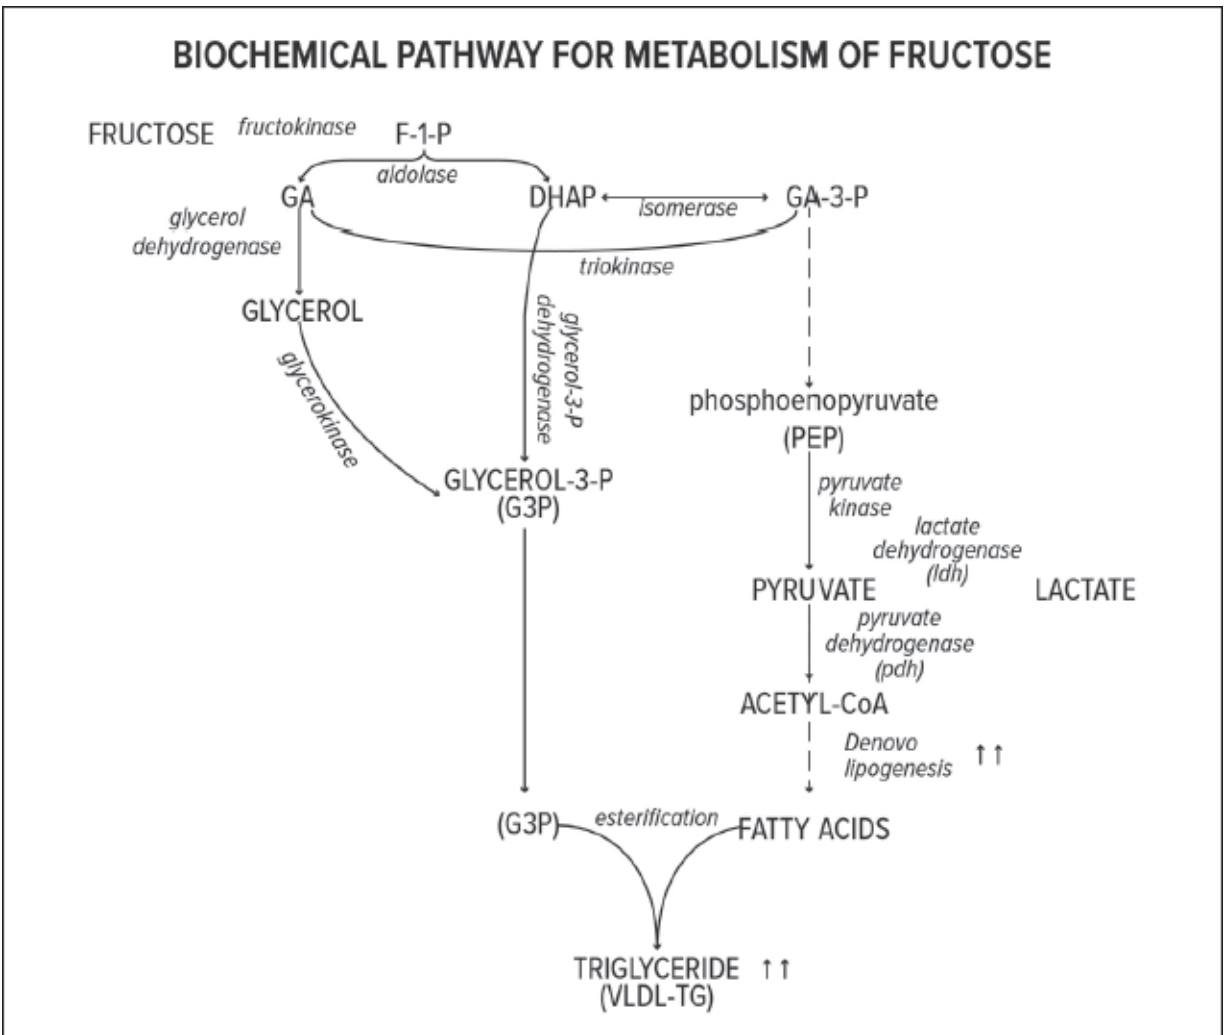 BIOCHEMICAL PATHWAY FOR METABOLISM OF FRUCTOSE
FRUCTOSE fructokinase F-1-P
aldolase
GA DHAP isomerase GA-3-P
glycerol
dehydrogenase
triokinase
GLYCEROL
glycerol-3-P
dehydrogenase
glycerokinase
phosphoenopyruvate
(PEP)
GLYCEROL-3-P
(G3P)
pyruvate
kinase
lactate
dehydrogenase
(ldh)
PYRUVATE LACTATE
pyruvate
dehydrogenase
(pdh)
ACETYL-CoA
Denovo
lipogenesis ↑↑
(G3P) esterification FATTY ACIDS
TRIGLYCERIDE ↑↑
(VLDL-TG)